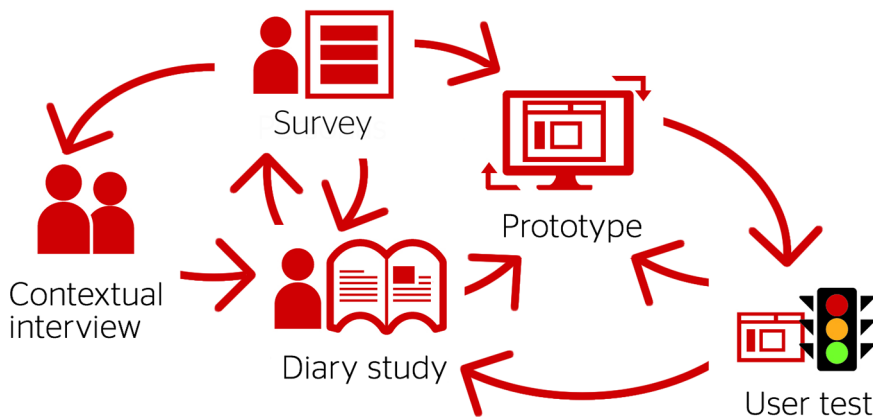 Survey
Prototype
Contextual
interview
Diary study
User test